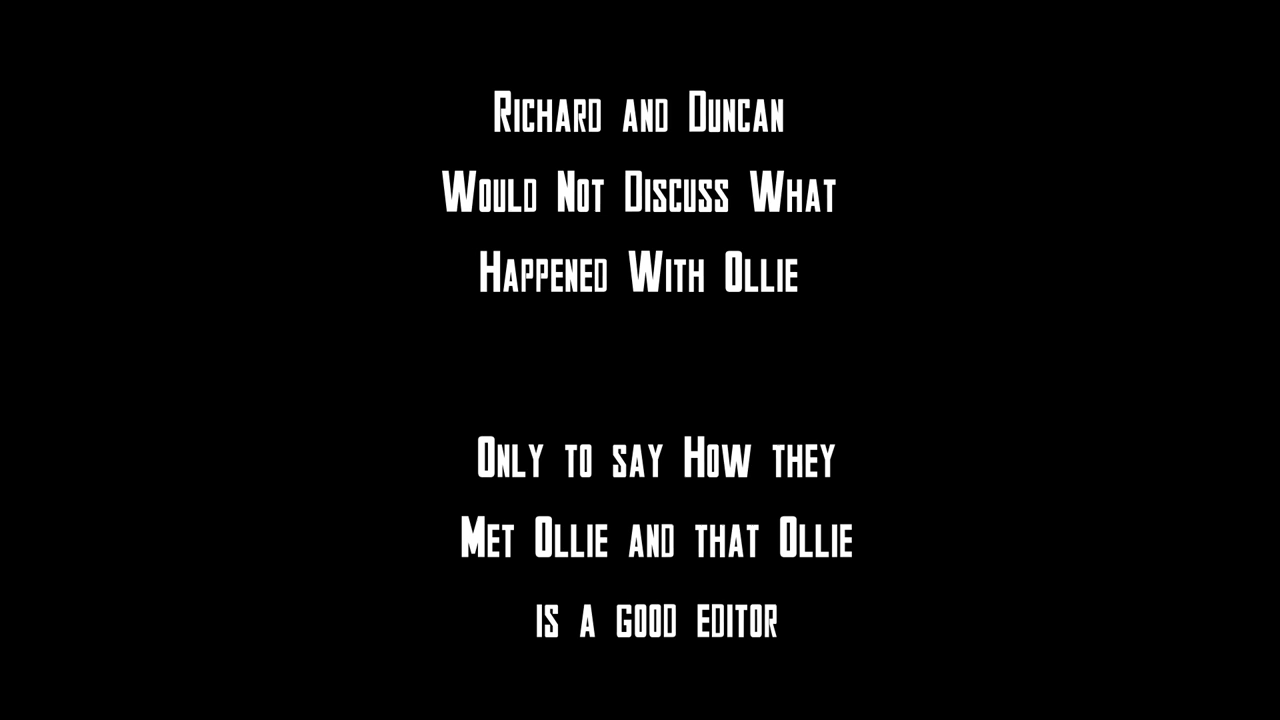 Richard and Duncan
Would Not Discuss What
Happened With Ollie
Only to say How they
Met Ollie and that Ollie
is a good editor